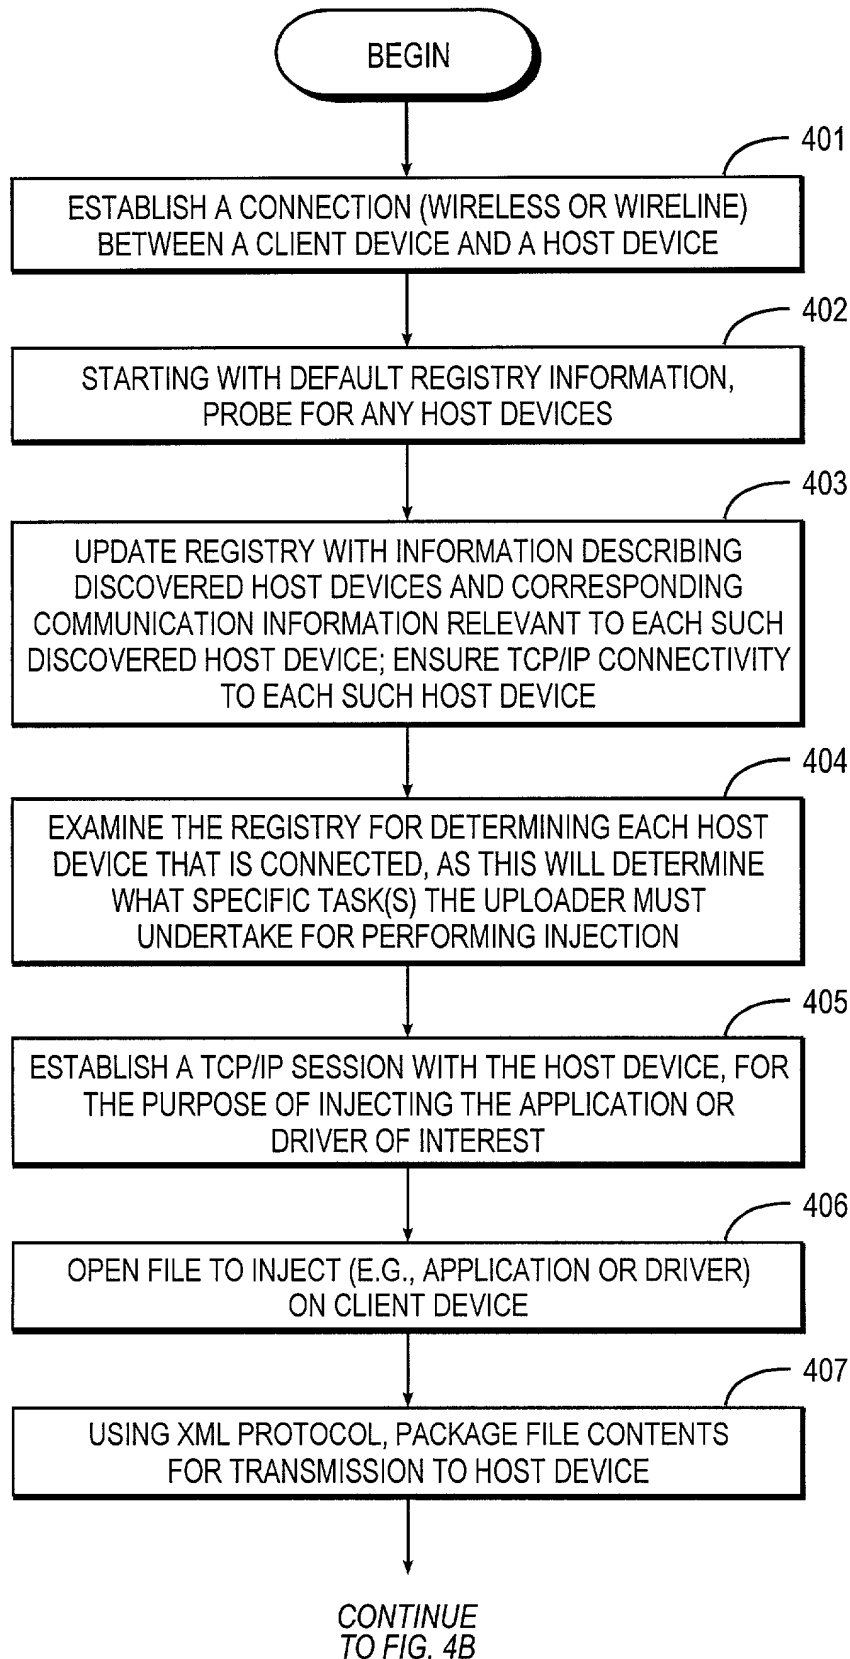 BEGIN
401
ESTABLISH A CONNECTION (WIRELESS OR WIRELINE)
BETWEEN A CLIENT DEVICE AND A HOST DEVICE
402
STARTING WITH DEFAULT REGISTRY INFORMATION,
PROBE FOR ANY HOST DEVICES
403
UPDATE REGISTRY WITH INFORMATION DESCRIBING
DISCOVERED HOST DEVICES AND CORRESPONDING
COMMUNICATION INFORMATION RELEVANT TO EACH SUCH
DISCOVERED HOST DEVICE; ENSURE TCP/IP CONNECTIVITY
TO EACH SUCH HOST DEVICE
404
EXAMINE THE REGISTRY FOR DETERMINING EACH HOST
DEVICE THAT IS CONNECTED, AS THIS WILL DETERMINE
WHAT SPECIFIC TASK(S) THE UPLOADER MUST
UNDERTAKE FOR PERFORMING INJECTION
405
ESTABLISH A TCP/IP SESSION WITH THE HOST DEVICE, FOR
THE PURPOSE OF INJECTING THE APPLICATION OR
DRIVER OF INTEREST
406
OPEN FILE TO INJECT (E.G., APPLICATION OR DRIVER)
ON CLIENT DEVICE
407
USING XML PROTOCOL, PACKAGE FILE CONTENTS
FOR TRANSMISSION TO HOST DEVICE
CONTINUE
TO FIG. 4B